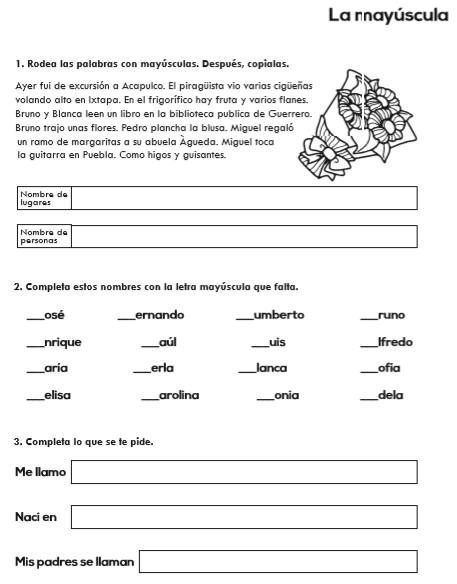 La mayúscula
1. Rodea las palabras con mayúsculas. Después, copialas.
Ayer fui de excursión a Acapulco. El piragüista vio varias cigüeñas
volando alto en Ixtapa. En el frigorífico hay fruta y varios flanes.
Bruno y Blanca leen un libro en la biblioteca publica de Guerrero.
Bruno trajo unas flores. Pedro plancha la blusa. Miguel regaló
un ramo de margaritas a su abuela Àgueda. Miguel toca
la guitarra en Puebla. Como higos y guisantes.
Nombre de
lugares
Nombre de
personas
2. Completa estos nombres con la letra mayúscula que falta.
___osé ___ernando ___umberto ___runo
___nrique ___aúl ___uis ___lfredo
___aría ___erla ___lanca ___ofía
___elisa ___arolina ___onia ___dela
3. Completa lo que se te pide.
Me llamo
Naci en
Mis padres se llaman